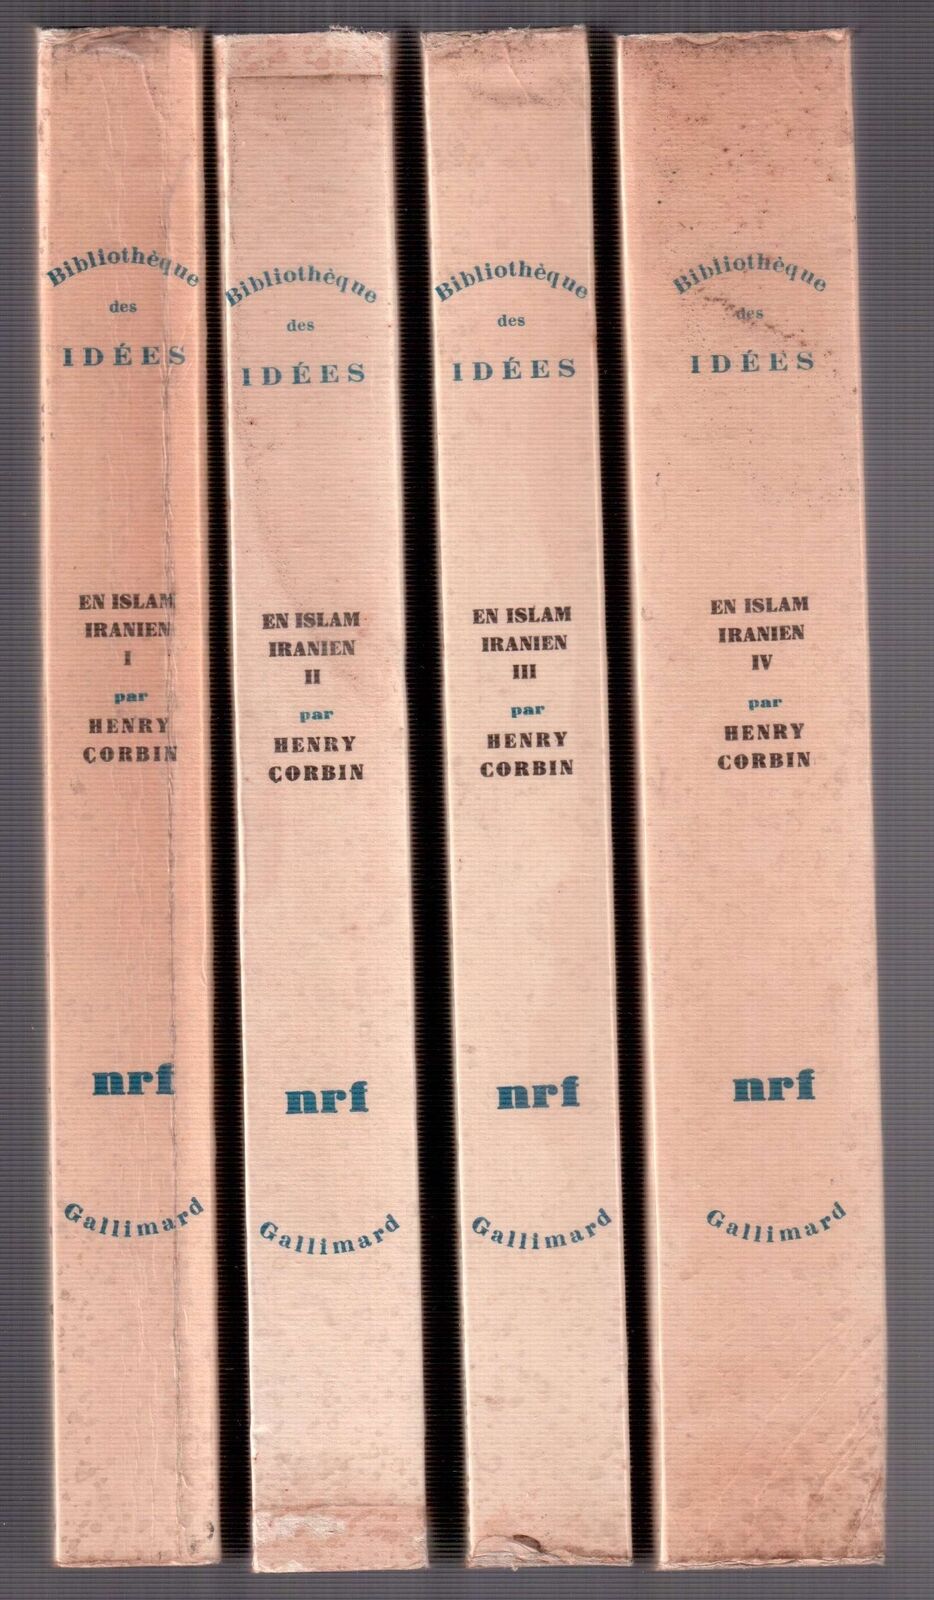 Bibliothèque
des
IDÉES
EN ISLAM
IRANIEN
I
par
HENRY
CORBIN
nrf
Gallimard
Bibliothèque
des
IDÉES
EN ISLAM
IRANIEN
II
par
HENRY
CORBIN
nrf
Gallimard
Bibliothèque
des
IDÉES
EN ISLAM
IRANIEN
III
par
HENRY
CORBIN
nrf
Gallimard
Bibliothèque
des
IDÉES
EN ISLAM
IRANIEN
IV
par
HENRY
CORBIN
nrf
Gallimard